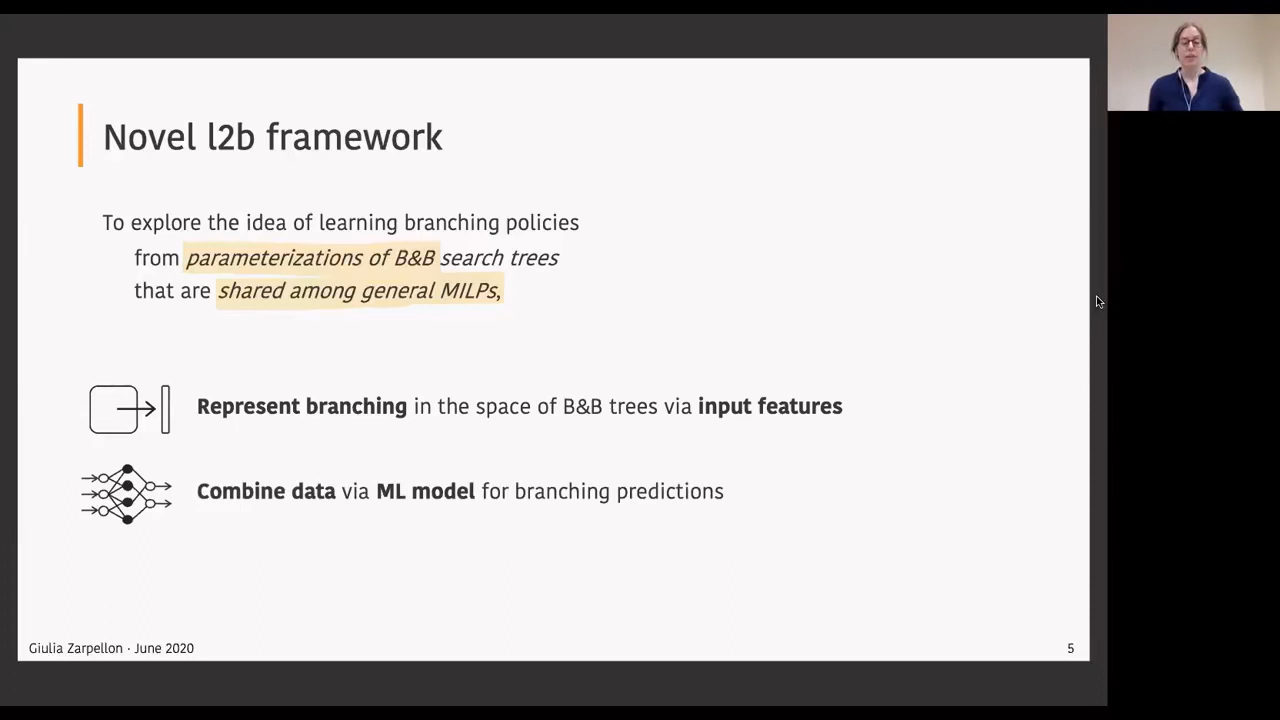 Novel l2b framework
To explore the idea of learning branching policies
from parameterizations of B&B search trees
that are shared among general MILPs,
Represent branching in the space of B&B trees via input features
Combine data via ML model for branching predictions
Giulia Zarpellon · June 2020
5